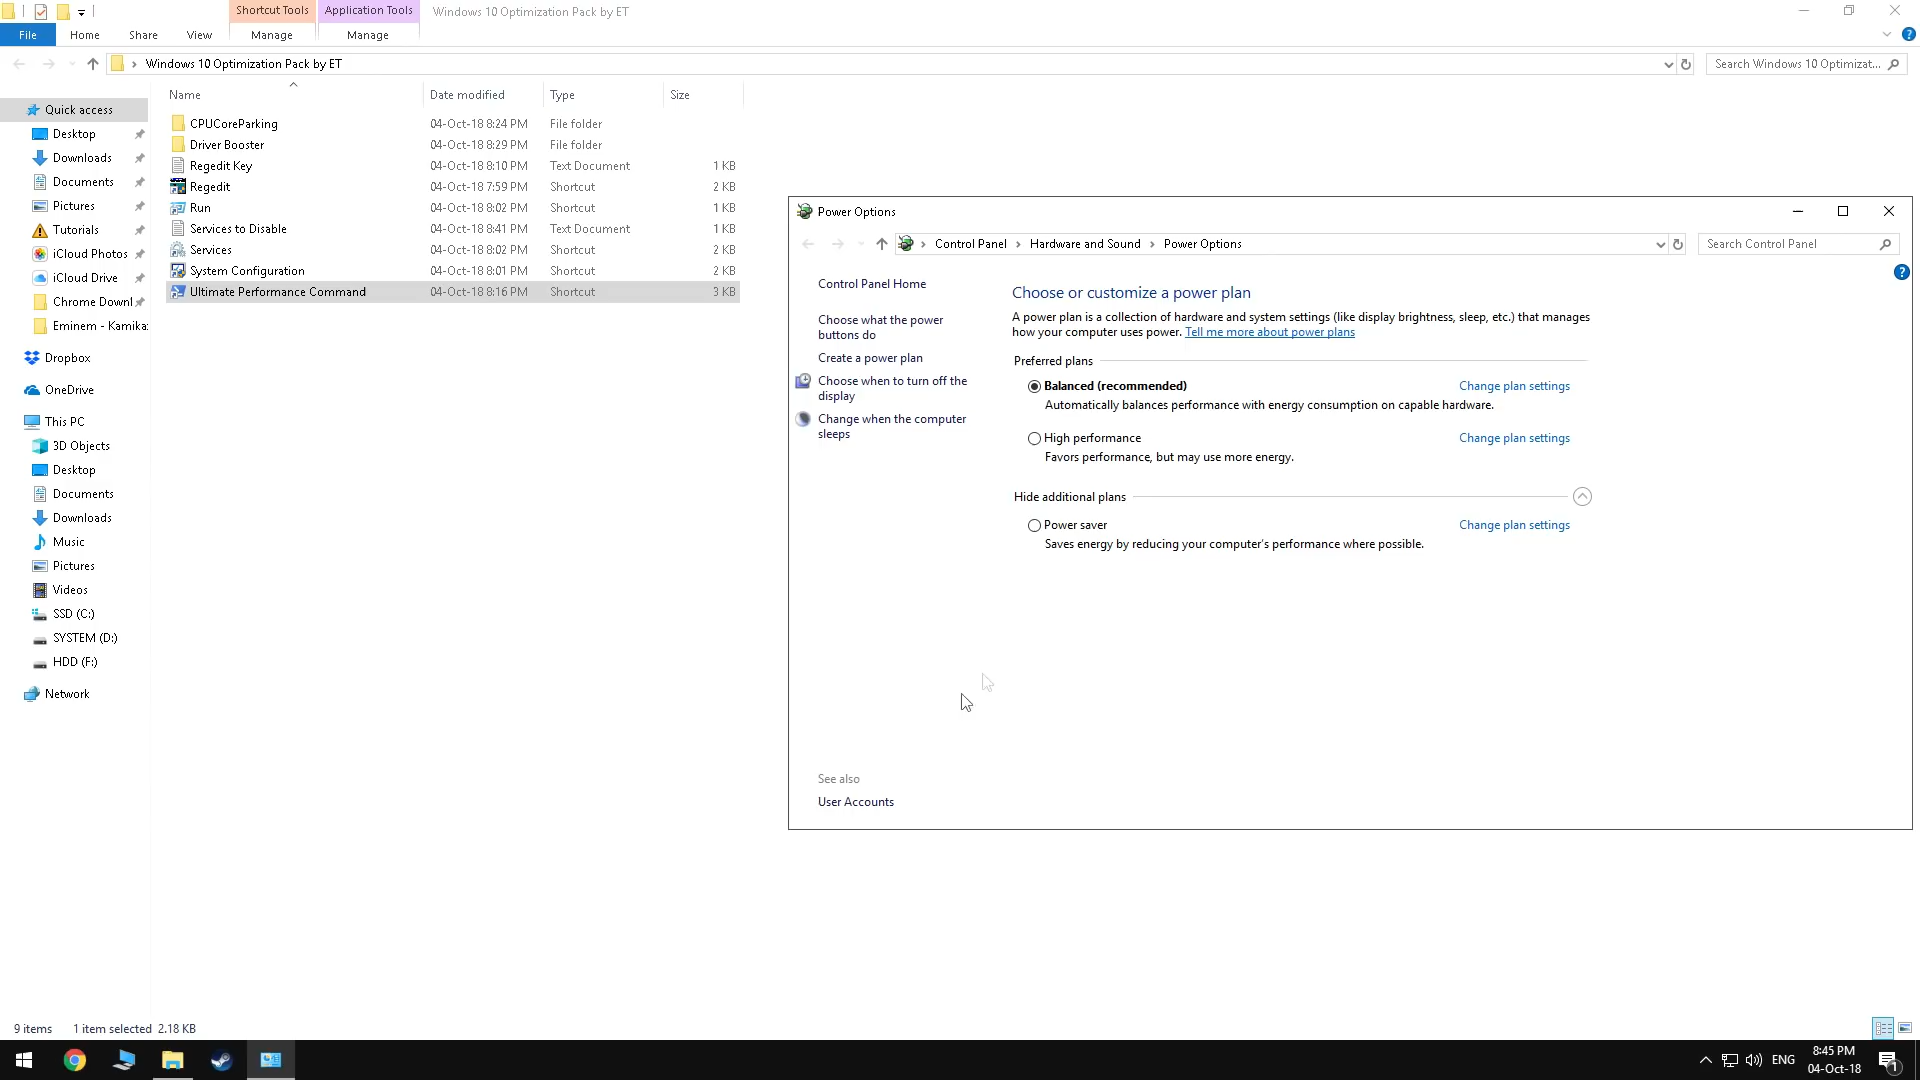 Shortcut Tools
Application Tools
Windows 10 Optimization Pack by ET
File
Home
Share
View
Manage
Manage
Windows 10 Optimization Pack by ET
Search Windows 10 Optimizat...
Name
Date modified
Type
Size
Quick access
Desktop
Downloads
Documents
Pictures
Tutorials
iCloud Photos
iCloud Drive
Chrome Downl
Eminem - Kamika
Dropbox
OneDrive
This PC
3D Objects
Desktop
Documents
Downloads
Music
Pictures
Videos
SSD (C:)
SYSTEM (D:)
HDD (F:)
Network
CPUCoreParking 04-Oct-18 8:24 PM File folder
Driver Booster 04-Oct-18 8:29 PM File folder
Regedit Key 04-Oct-18 8:10 PM Text Document 1 KB
Regedit 04-Oct-18 7:59 PM Shortcut 2 KB
Run 04-Oct-18 8:02 PM Shortcut 1 KB
Services to Disable 04-Oct-18 8:41 PM Text Document 1 KB
Services 04-Oct-18 8:02 PM Shortcut 2 KB
System Configuration 04-Oct-18 8:01 PM Shortcut 2 KB
Ultimate Performance Command 04-Oct-18 8:16 PM Shortcut 3 KB
Power Options
Control Panel > Hardware and Sound > Power Options
Search Control Panel
Control Panel Home
Choose what the power
buttons do
Create a power plan
Choose when to turn off the
display
Change when the computer
sleeps
See also
User Accounts
Choose or customize a power plan
A power plan is a collection of hardware and system settings (like display brightness, sleep, etc.) that manages
how your computer uses power. Tell me more about power plans
Preferred plans
Balanced (recommended) Change plan settings
Automatically balances performance with energy consumption on capable hardware.
High performance Change plan settings
Favors performance, but may use more energy.
Hide additional plans
Power saver Change plan settings
Saves energy by reducing your computer's performance where possible.
9 items 1 item selected 2.18 KB
ENG
8:45 PM
04-Oct-18
1